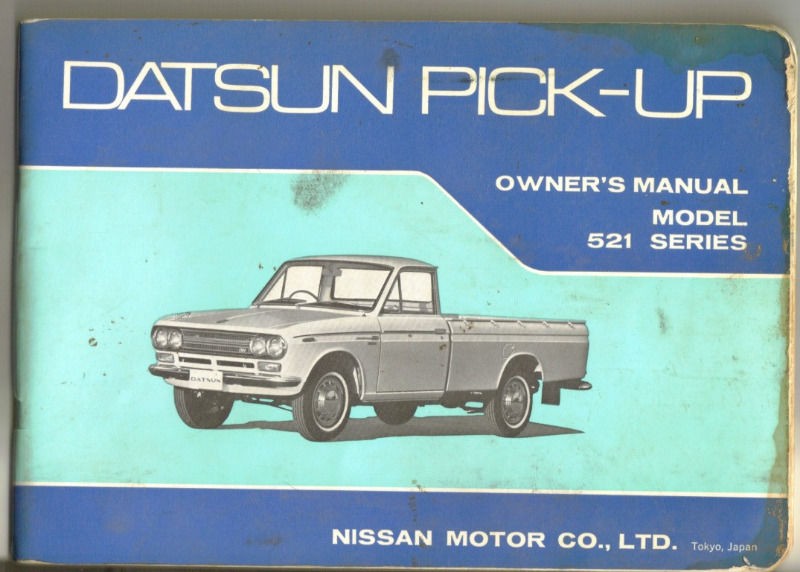 DATSUN PICK-UP
OWNER'S MANUAL
MODEL
521 SERIES
DATSUN
NISSAN MOTOR CO., LTD. Tokyo, Japan